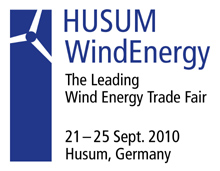 HUSUM
WindEnergy
The Leading
Wind Energy Trade Fair
21–25 Sept. 2010
Husum, Germany